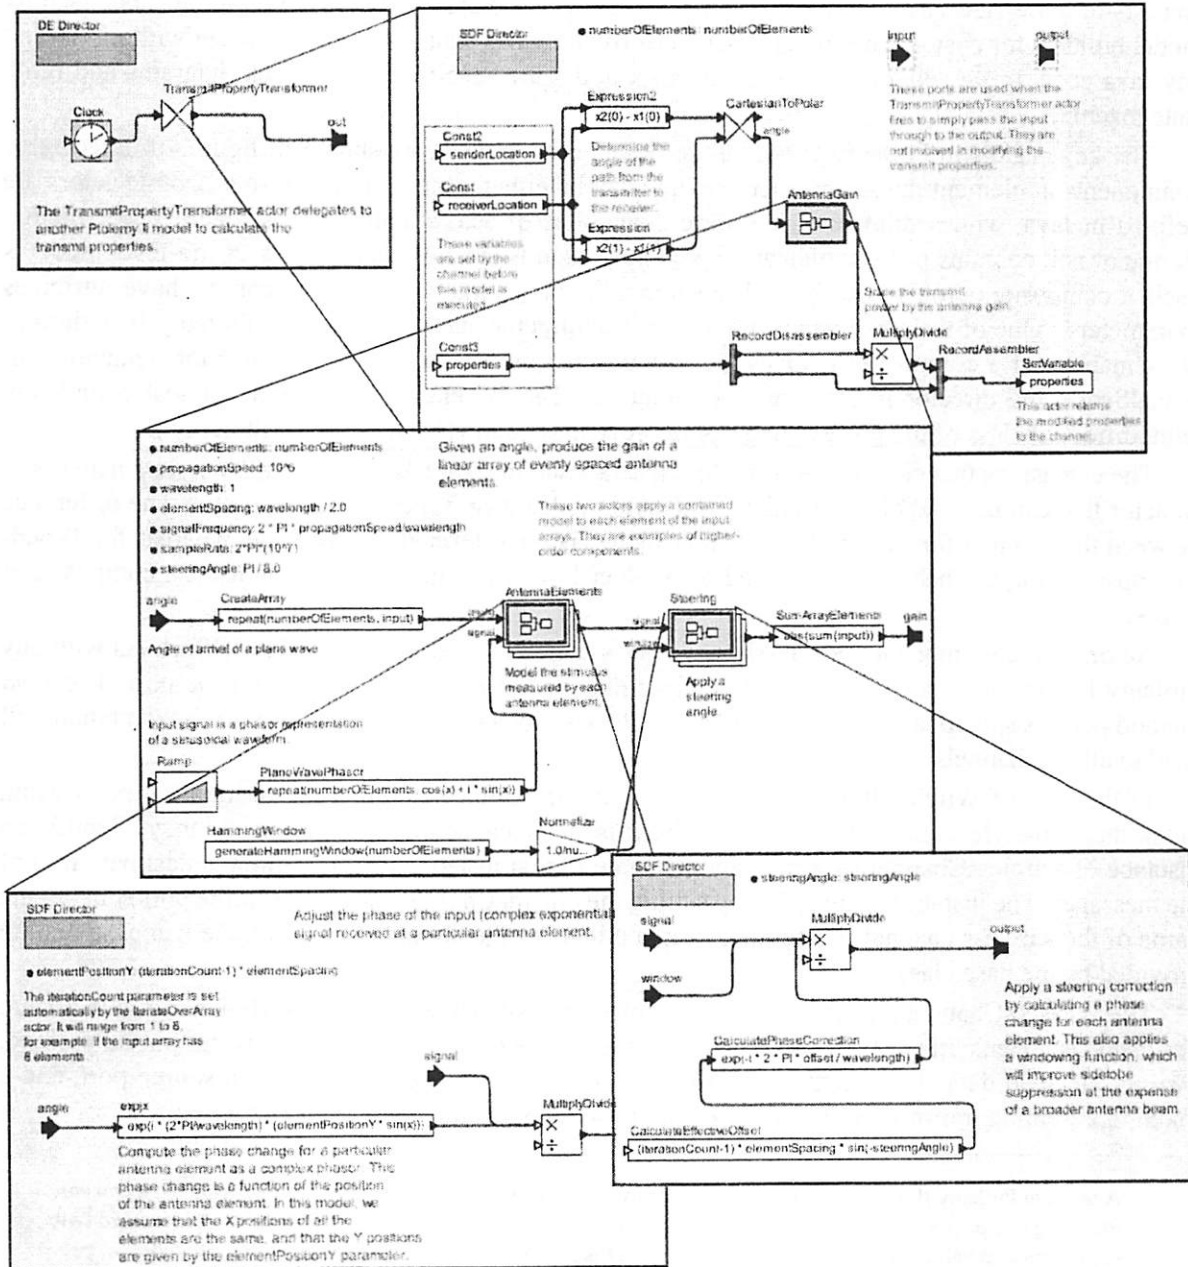 DE Director
Clock
TransmitPropertyTransformer
out
The TransmitPropertyTransformer actor delegates to
another Ptolemy II model to calculate the
transmit properties.
SDF Director
● numberOfElements: numberOfElements
input
output
These ports are used when the
TransmitPropertyTransformer actor
fires to simply pass the input
through to the output. They are
not involved in modifying the
transmit properties.
Const2
senderLocation
Const
receiverLocation
These variables
are set by the
channel before
this model is
executed.
Expression2
x2(0) - x1(0)
Determine the
angle of the
path from the
transmitter to
the receiver.
Expression
x2(1) - x1(1)
CartesianToPolar
angle
AntennaGain
Scale the transmit
power by the antenna gain.
Const3
properties
RecordDisassembler
MultiplyDivide
×
÷
RecordAssembler
SetVariable
properties
This actor returns
the modified properties
to the channel.
● numberOfElements: numberOfElements
● propagationSpeed: 10^6
● wavelength: 1
● elementSpacing: wavelength / 2.0
● signalFrequency: 2 * PI * propagationSpeed/wavelength
● sampleRate: 2*PI*(10^7)
● steeringAngle: PI / 8.0
Given an angle, produce the gain of a
linear array of evenly spaced antenna
elements.
These two actors apply a contained
model to each element of the input
arrays. They are examples of higher-
order components.
angle
CreateArray
repeat(numberOfElements, input)
Angle of arrival of a plane wave
AntennaElements
angle
signal
Model the stimulus
measured by each
antenna element.
Steering
signal
window
Apply a
steering
angle.
SumArrayElements
abs(sum(input))
gain
Input signal is a phasor representation
of a sinusoidal waveform.
Ramp
PlaneWavePhasor
repeat(numberOfElements, cos(x) + i * sin(x))
HammingWindow
generateHammingWindow(numberOfElements)
Normalize
1.0/nu...
SDF Director
Adjust the phase of the input (complex exponential)
signal received at a particular antenna element.
● elementPositionY: (iterationCount-1) * elementSpacing
The iterationCount parameter is set
automatically by the IterateOverArray
actor. It will range from 1 to 8,
for example, if the input array has
8 elements
signal
angle
expjx
exp(i * (2*PI/wavelength) * (elementPositionY * sin(x)))
MultiplyDivide
×
÷
Compute the phase change for a particular
antenna element as a complex phasor. This
phase change is a function of the position
of the antenna element. In this model, we
assume that the X positions of all the
elements are the same, and that the Y positions
are given by the elementPositionY parameter.
SDF Director
● steeringAngle: steeringAngle
signal
window
MultiplyDivide
×
÷
output
Apply a steering correction
by calculating a phase
change for each antenna
element. This also applies
a windowing function, which
will improve sidelobe
suppression at the expense
of a broader antenna beam.
CalculatePhaseCorrection
exp(-i * 2 * PI * offset / wavelength)
CalculateEffectiveOffset
(iterationCount-1) * elementSpacing * sin(-steeringAngle)